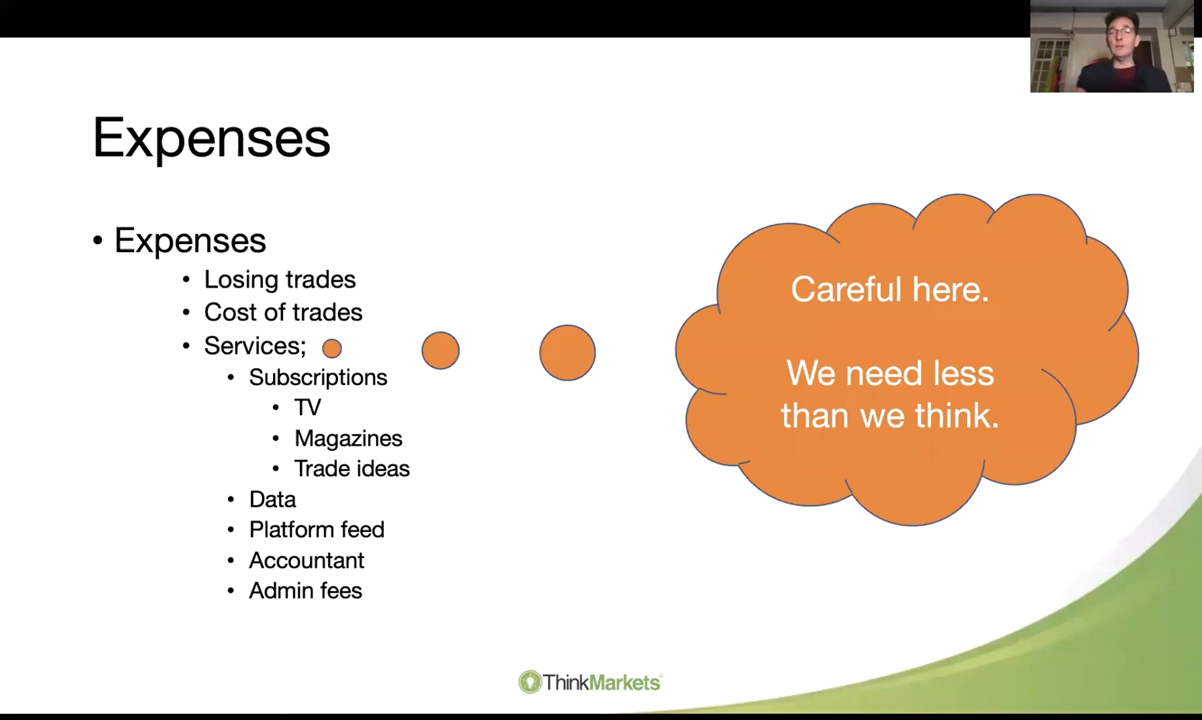 Expenses
• Expenses
• Losing trades
• Cost of trades
• Services;
• Subscriptions
• TV
• Magazines
• Trade ideas
• Data
• Platform feed
• Accountant
• Admin fees
Careful here.
We need less
than we think.
ThinkMarkets